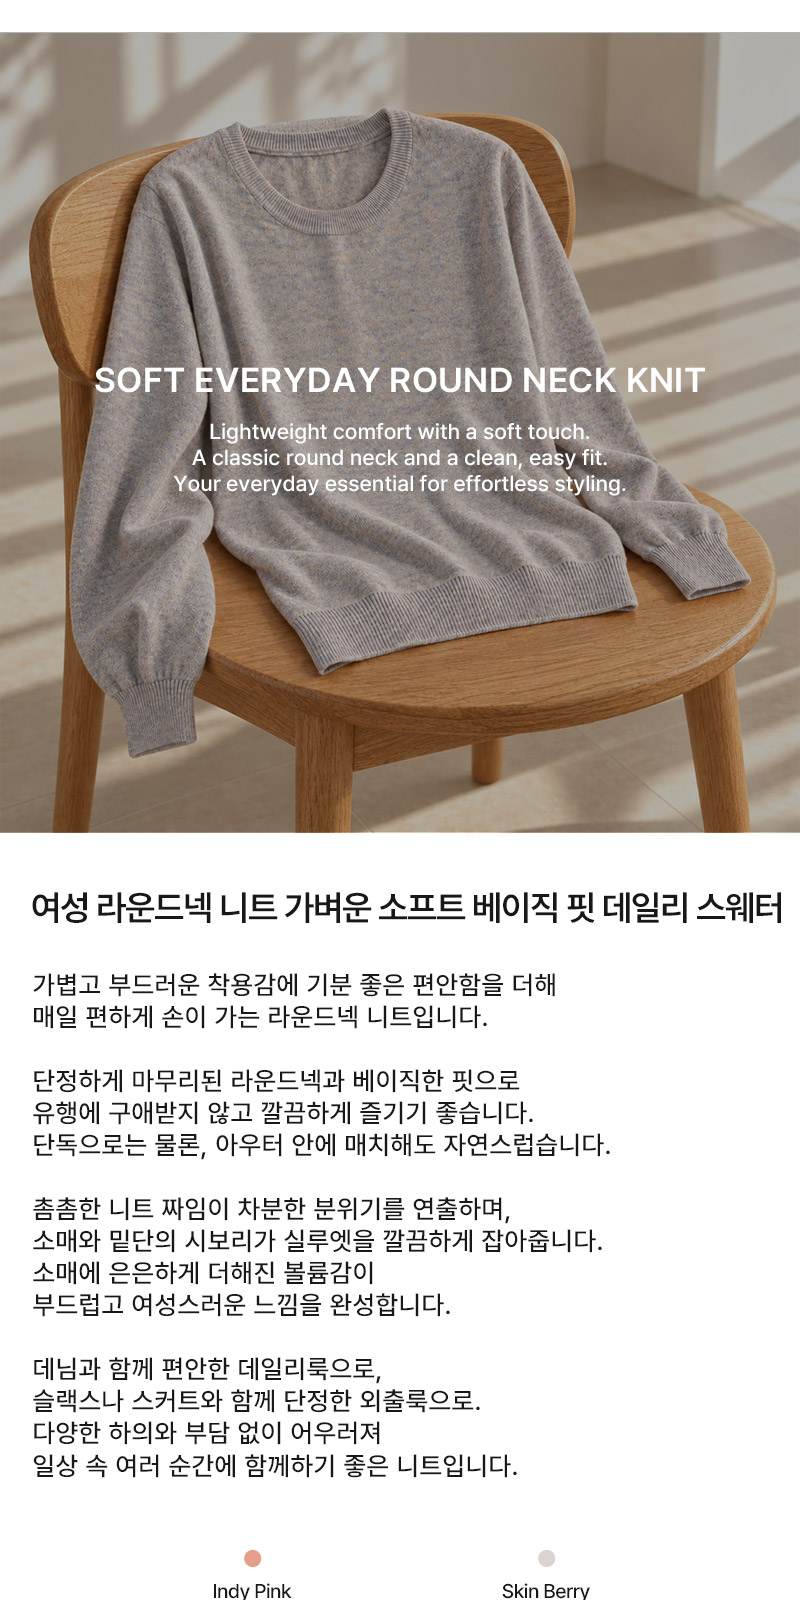 SOFT EVERYDAY ROUND NECK KNIT
Lightweight comfort with a soft touch.
A classic round neck and a clean, easy fit.
Your everyday essential for effortless styling.
여성 라운드넥 니트 가벼운 소프트 베이직 핏 데일리 스웨터
가볍고 부드러운 착용감에 기분 좋은 편안함을 더해
매일 편하게 손이 가는 라운드넥 니트입니다.
단정하게 마무리된 라운드넥과 베이직한 핏으로
유행에 구애받지 않고 깔끔하게 즐기기 좋습니다.
단독으로는 물론, 아우터 안에 매치해도 자연스럽습니다.
촘촘한 니트 짜임이 차분한 분위기를 연출하며,
소매와 밑단의 시보리가 실루엣을 깔끔하게 잡아줍니다.
소매에 은은하게 더해진 볼륨감이
부드럽고 여성스러운 느낌을 완성합니다.
데님과 함께 편안한 데일리룩으로,
슬랙스나 스커트와 함께 단정한 외출룩으로.
다양한 하의와 부담 없이 어우러져
일상 속 여러 순간에 함께하기 좋은 니트입니다.
Indy Pink
Skin Berry